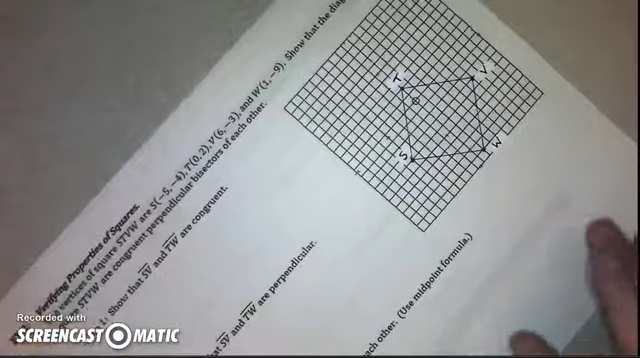 Verifying Properties of Squares.
vertices of square STVW are S(−5, −4), T(0, 2), V(6, −3), and W(1, −9). Show that the
STVW are congruent perpendicular bisectors of each other.
Show that SV and TW are congruent.
SV and TW are perpendicular.
each other. (Use midpoint formula.)
T
V
S
W
Recorded with
SCREENCAST O MATIC